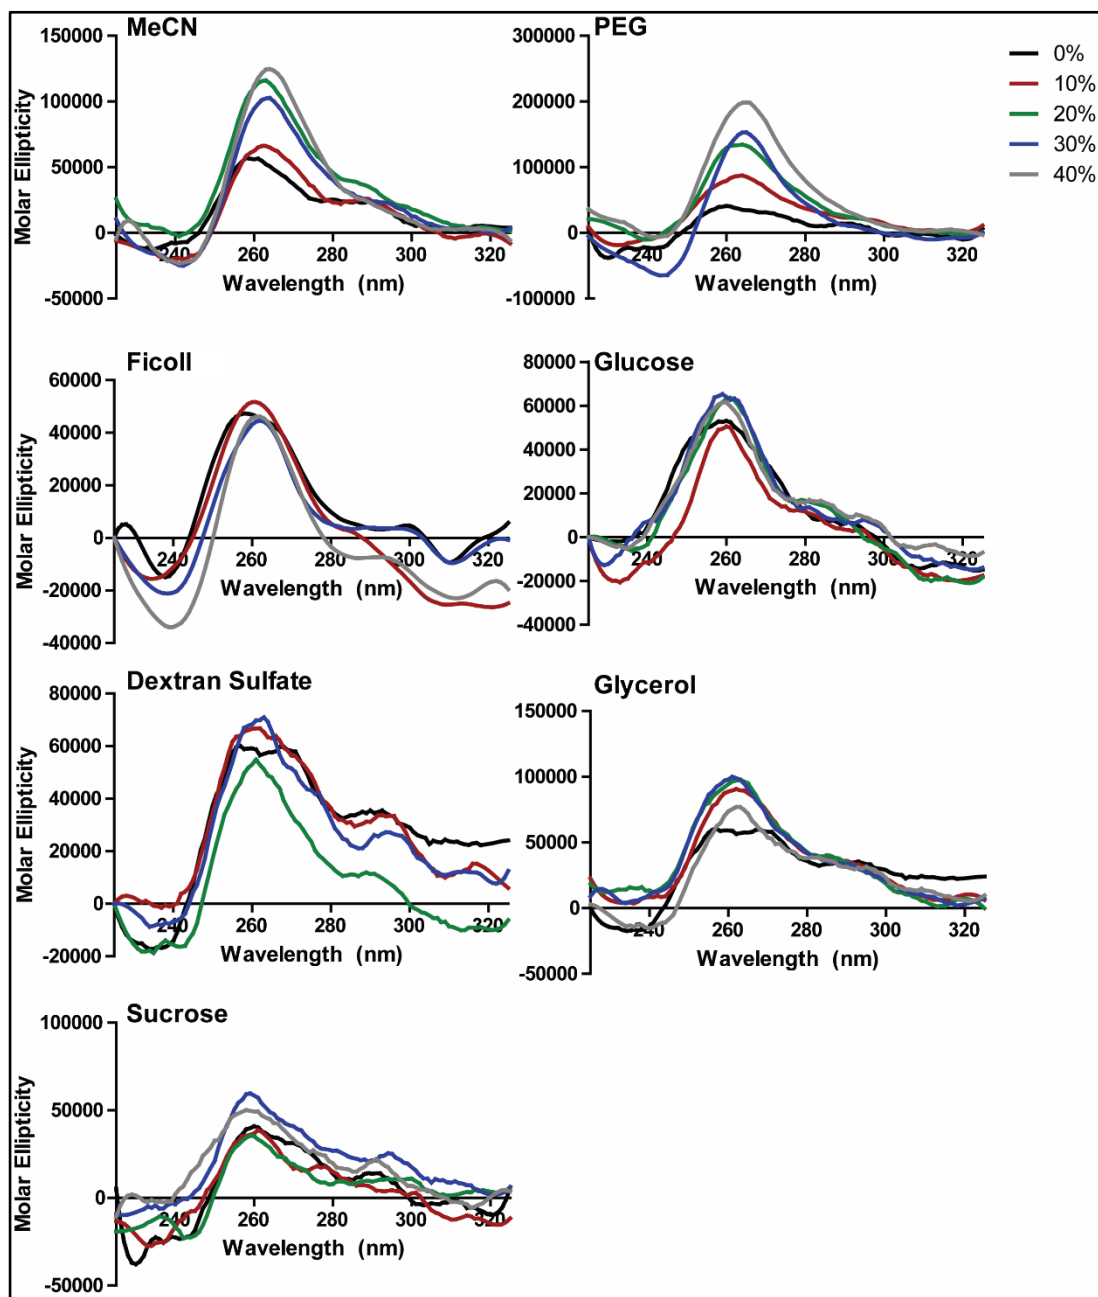 MeCN
150000
100000
50000
0
-50000
Molar Ellipticity
240 260 280 300 320
Wavelength (nm)
PEG
300000
200000
100000
0
-100000
240 260 280 300 320
Wavelength (nm)
0%
10%
20%
30%
40%
Ficoll
60000
40000
20000
0
-20000
-40000
Molar Ellipticity
240 260 280 300 320
Wavelength (nm)
Glucose
80000
60000
40000
20000
0
-20000
-40000
240 260 280 300 320
Wavelength (nm)
Dextran Sulfate
80000
60000
40000
20000
0
-20000
Molar Ellipticity
240 260 280 300 320
Wavelength (nm)
Glycerol
150000
100000
50000
0
-50000
240 260 280 300 320
Wavelength (nm)
Sucrose
100000
50000
0
-50000
Molar Ellipticity
240 260 280 300 320
Wavelength (nm)